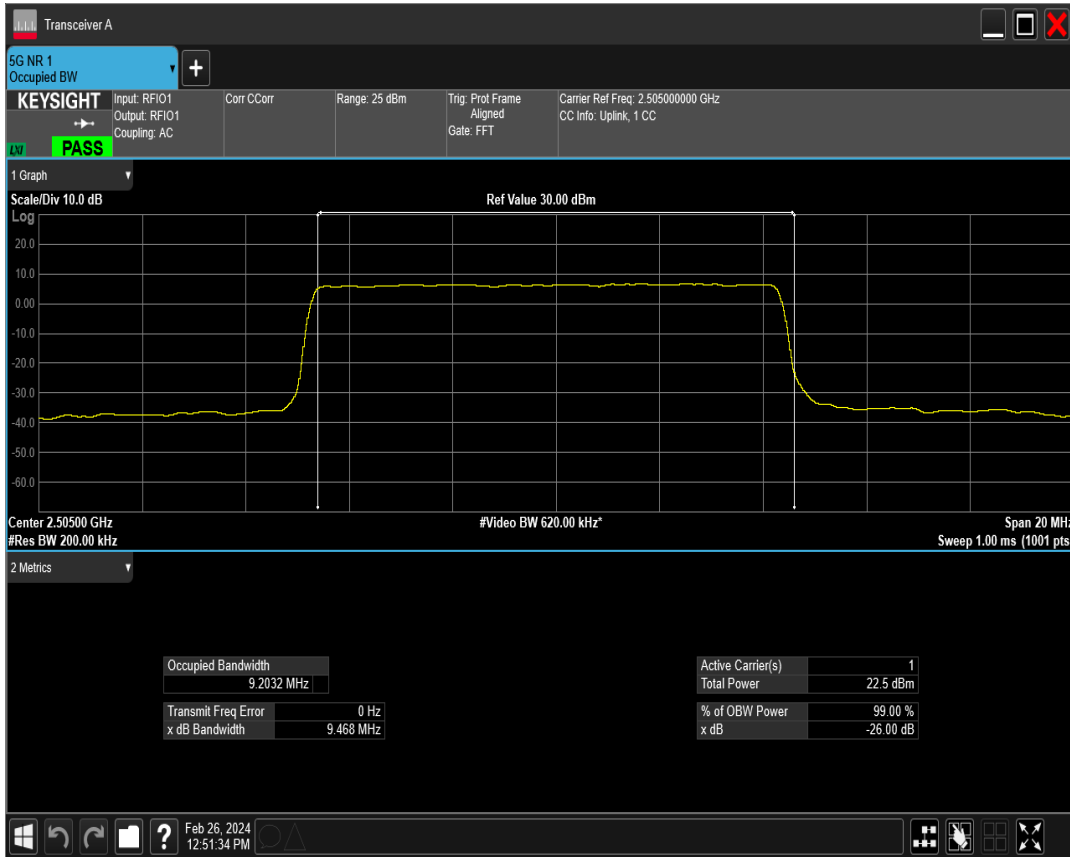 Transceiver A
5G NR 1
Occupied BW
KEYSIGHT
LXI
PASS
Input: RFIO1
Output: RFIO1
Coupling: AC
Corr CCorr
Range: 25 dBm
Trig: Prot Frame
Aligned
Gate: FFT
Carrier Ref Freq: 2.505000000 GHz
CC Info: Uplink, 1 CC
1 Graph
Scale/Div 10.0 dB
Ref Value 30.00 dBm
Log
20.0
10.0
0.00
-10.0
-20.0
-30.0
-40.0
-50.0
-60.0
Center 2.50500 GHz
#Video BW 620.00 kHz*
Span 20 MHz
#Res BW 200.00 kHz
Sweep 1.00 ms (1001 pts
2 Metrics
Occupied Bandwidth
9.2032 MHz
Transmit Freq Error 0 Hz
x dB Bandwidth 9.468 MHz
Active Carrier(s) 1
Total Power 22.5 dBm
% of OBW Power 99.00 %
x dB -26.00 dB
?
Feb 26, 2024
12:51:34 PM